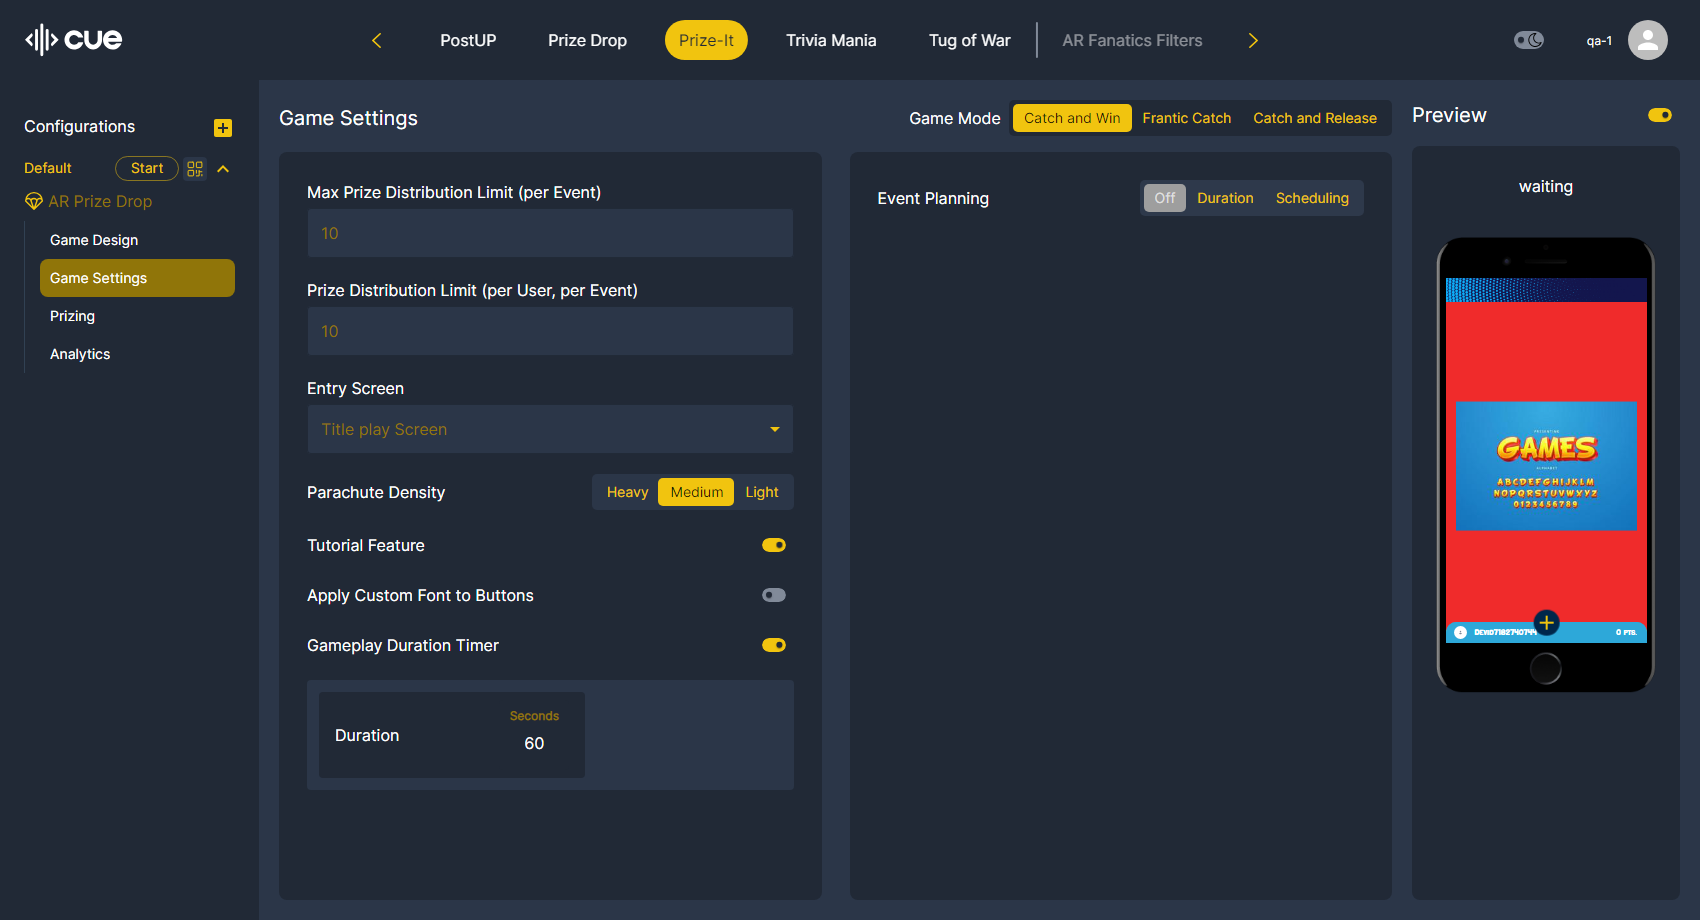 cue
PostUP
Prize Drop
Prize-It
Trivia Mania
Tug of War
AR Fanatics Filters
qa-1
Configurations
Default
Start
AR Prize Drop
Game Design
Game Settings
Prizing
Analytics
Game Settings
Game Mode
Catch and Win
Frantic Catch
Catch and Release
Max Prize Distribution Limit (per Event)
10
Prize Distribution Limit (per User, per Event)
10
Entry Screen
Title play Screen
Parachute Density
Heavy
Medium
Light
Tutorial Feature
Apply Custom Font to Buttons
Gameplay Duration Timer
Duration
Seconds
60
Event Planning
Off
Duration
Scheduling
Preview
waiting
PRESENTING
GAMES
ALPHABET
ABCDEFGHIJKLM
NOPQRSTUVWXYZ
0123456789
0 PTS.